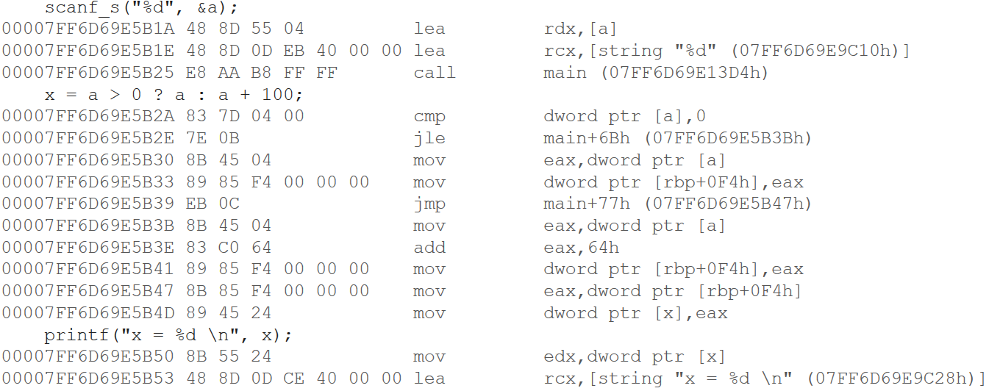 scanf_s("%d", &a);
00007FF6D69E5B1A 48 8D 55 04 lea rdx,[a]
00007FF6D69E5B1E 48 8D 0D EB 40 00 00 lea rcx,[string "%d" (07FF6D69E9C10h)]
00007FF6D69E5B25 E8 AA B8 FF FF call main (07FF6D69E13D4h)
x = a > 0 ? a : a + 100;
00007FF6D69E5B2A 83 7D 04 00 cmp dword ptr [a],0
00007FF6D69E5B2E 7E 0B jle main+6Bh (07FF6D69E5B3Bh)
00007FF6D69E5B30 8B 45 04 mov eax,dword ptr [a]
00007FF6D69E5B33 89 85 F4 00 00 00 mov dword ptr [rbp+0F4h],eax
00007FF6D69E5B39 EB 0C jmp main+77h (07FF6D69E5B47h)
00007FF6D69E5B3B 8B 45 04 mov eax,dword ptr [a]
00007FF6D69E5B3E 83 C0 64 add eax,64h
00007FF6D69E5B41 89 85 F4 00 00 00 mov dword ptr [rbp+0F4h],eax
00007FF6D69E5B47 8B 85 F4 00 00 00 mov eax,dword ptr [rbp+0F4h]
00007FF6D69E5B4D 89 45 24 mov dword ptr [x],eax
printf("x = %d \n", x);
00007FF6D69E5B50 8B 55 24 mov edx,dword ptr [x]
00007FF6D69E5B53 48 8D 0D CE 40 00 00 lea rcx,[string "x = %d \n" (07FF6D69E9C28h)]